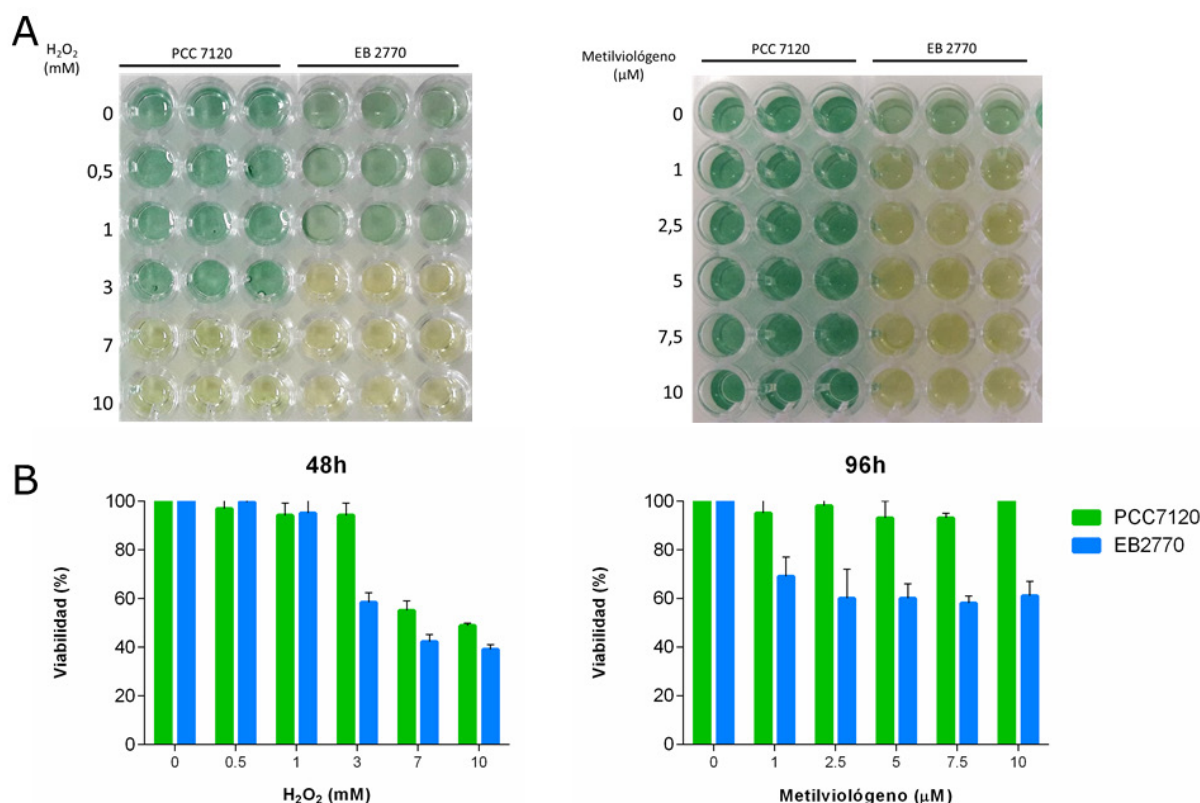 A
H₂O₂
(mM)
PCC 7120
EB 2770
0
0,5
1
3
7
10
Metilviológeno
(µM)
PCC 7120
EB 2770
0
1
2,5
5
7,5
10
B
48h
Viabilidad (%)
100
80
60
40
20
0
0 0.5 1 3 7 10
H₂O₂ (mM)
96h
Viabilidad (%)
100
80
60
40
20
0
0 1 2.5 5 7.5 10
Metilviológeno (µM)
PCC7120
EB2770